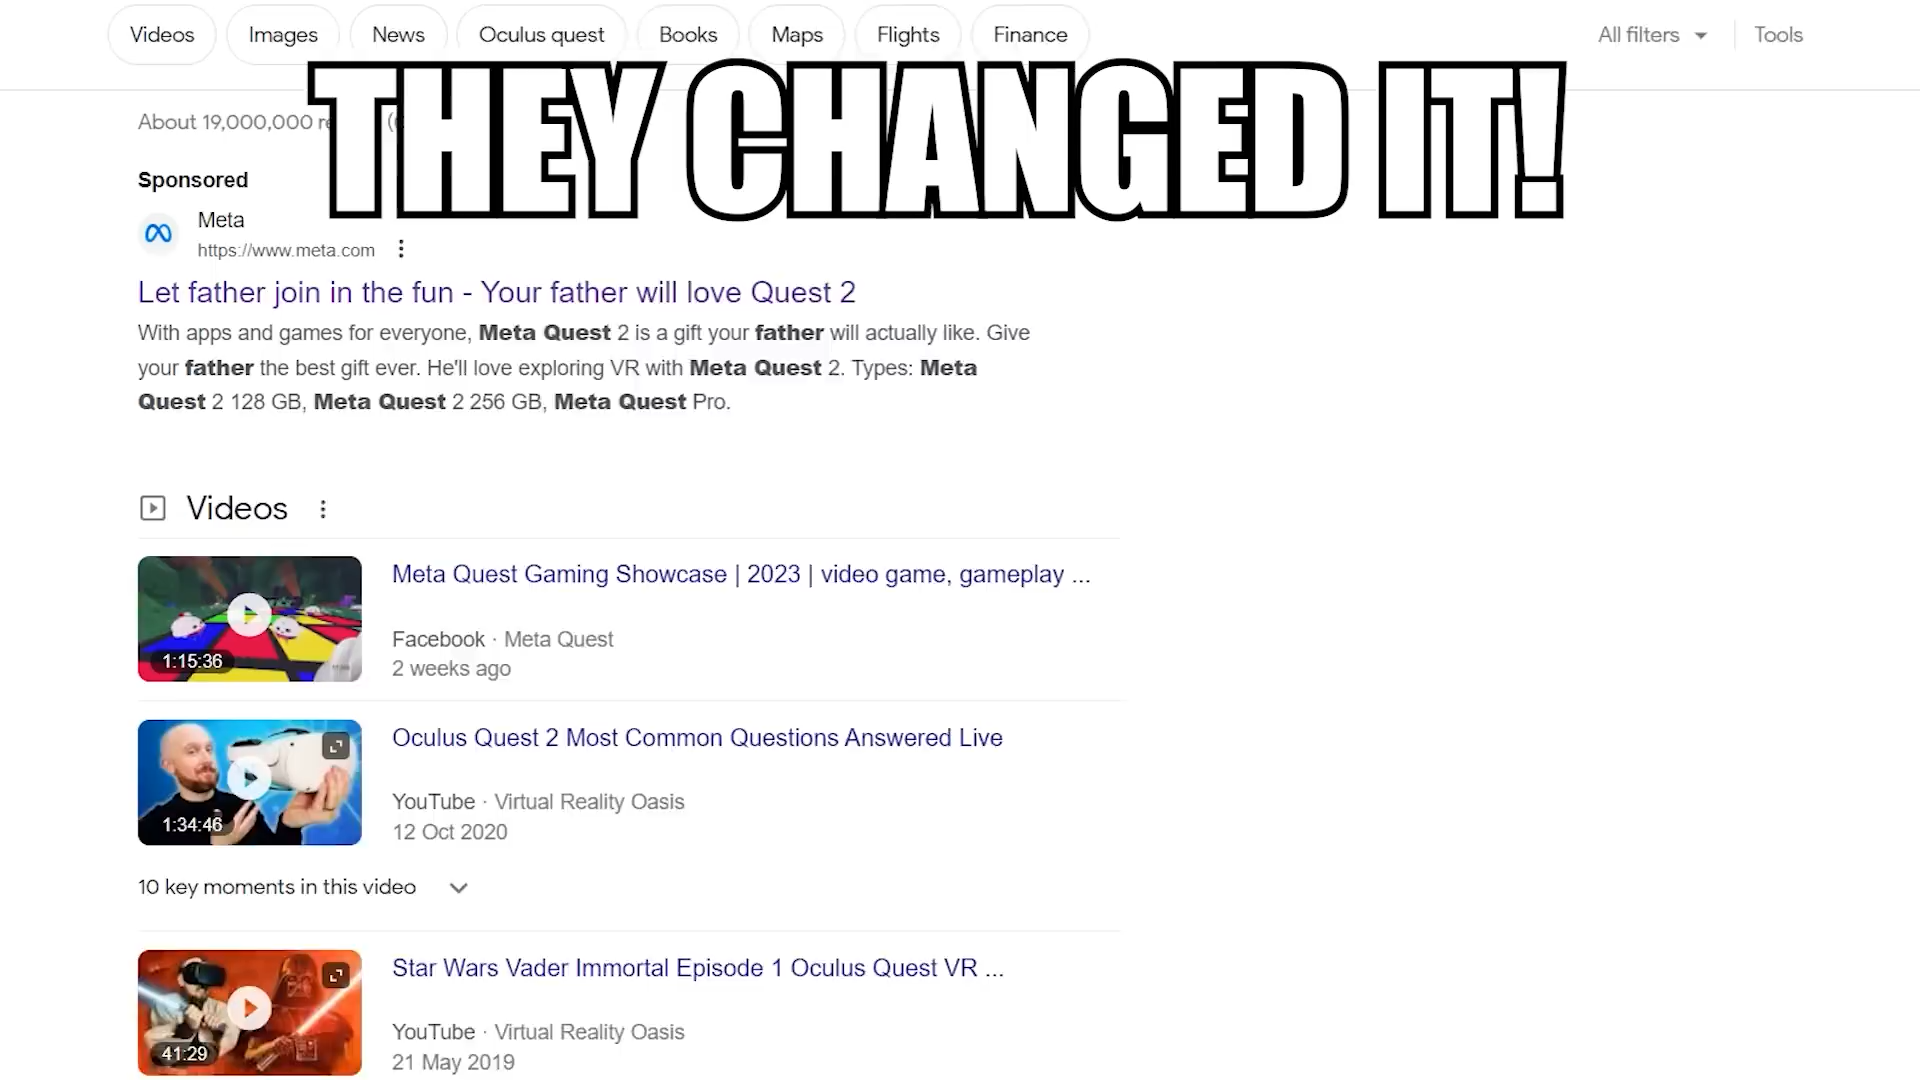 Videos Images News Oculus quest Books Maps Flights Finance All filters Tools
THEY CHANGED IT!
About 19,000,000
Sponsored
Meta
https://www.meta.com
Let father join in the fun - Your father will love Quest 2
With apps and games for everyone, Meta Quest 2 is a gift your father will actually like. Give
your father the best gift ever. He'll love exploring VR with Meta Quest 2. Types: Meta
Quest 2 128 GB, Meta Quest 2 256 GB, Meta Quest Pro.
Videos
Meta Quest Gaming Showcase | 2023 | video game, gameplay ...
Facebook · Meta Quest
2 weeks ago
1:15:36
Oculus Quest 2 Most Common Questions Answered Live
YouTube · Virtual Reality Oasis
12 Oct 2020
1:34:46
10 key moments in this video
Star Wars Vader Immortal Episode 1 Oculus Quest VR ...
YouTube · Virtual Reality Oasis
21 May 2019
41:29